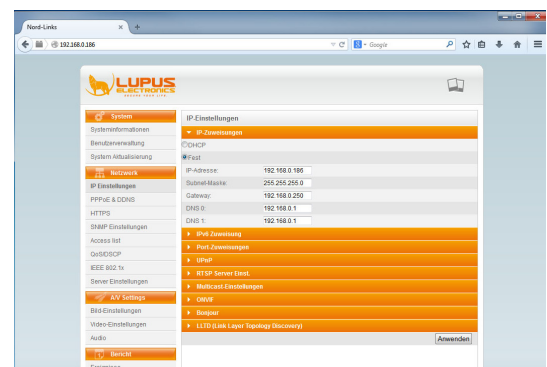 Nord-Links
192.168.0.186
Google
LUPUS
ELECTRONICS
System
Systeminformationen
Benutzerverwaltung
System Aktualisierung
Netzwerk
IP Einstellungen
PPPoE & DDNS
HTTPS
SNMP Einstellungen
Access list
QoS/DSCP
IEEE 802.1x
Server Einstellungen
A/V Settings
Bild-Einstellungen
Video-Einstellungen
Audio
Bericht
Ereignisse
IP-Einstellungen
IP-Zuweisungen
DHCP
Fest
IP-Adresse: 192.168.0.186
Subnet-Maske: 255.255.255.0
Gateway: 192.168.0.250
DNS 0: 192.168.0.1
DNS 1: 192.168.0.1
IPv6 Zuweisung
Port-Zuweisungen
UPnP
RTSP Server Einst.
Multicast-Einstellungen
ONVIF
Bonjour
LLTD (Link Layer Topology Discovery)
Anwenden